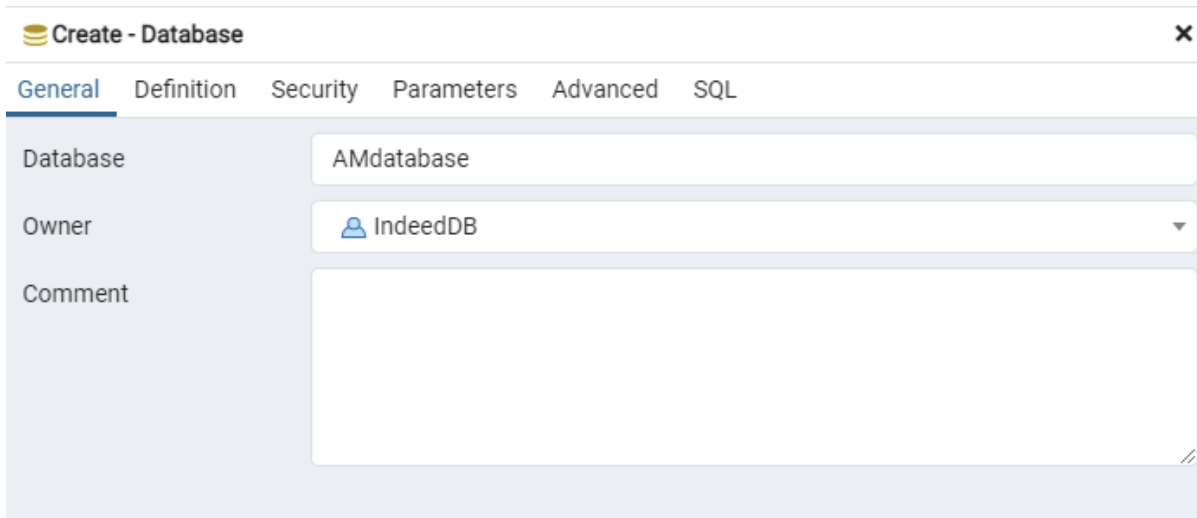 Create - Database
General Definition Security Parameters Advanced SQL
Database AMdatabase
Owner IndeedDB
Comment